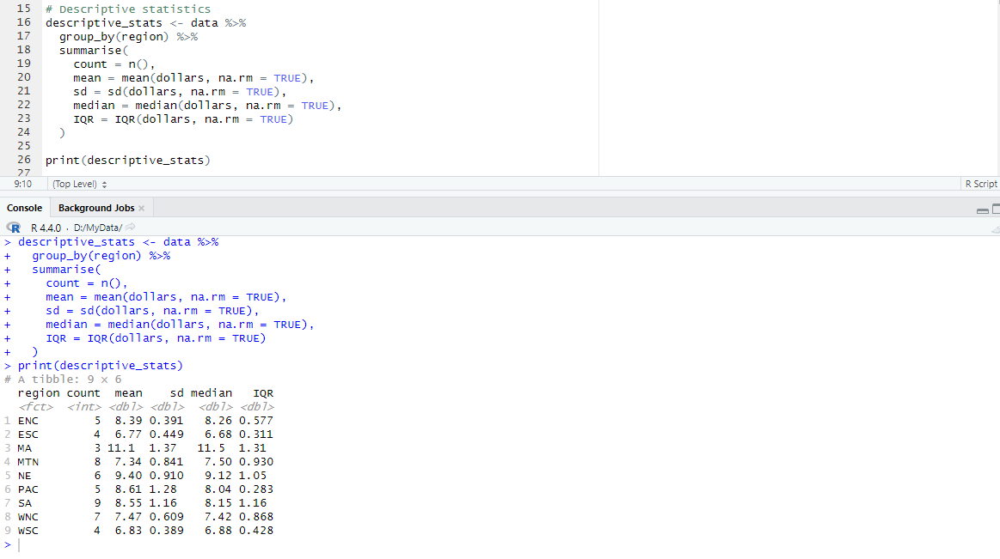 15 # Descriptive statistics
16 descriptive_stats <- data %>%
17   group_by(region) %>%
18   summarise(
19     count = n(),
20     mean = mean(dollars, na.rm = TRUE),
21     sd = sd(dollars, na.rm = TRUE),
22     median = median(dollars, na.rm = TRUE),
23     IQR = IQR(dollars, na.rm = TRUE)
24   )
25
26 print(descriptive_stats)
27
9:10 (Top Level) R Script
Console Background Jobs ×
R R 4.4.0 · D:/MyData/
> descriptive_stats <- data %>%
+   group_by(region) %>%
+   summarise(
+     count = n(),
+     mean = mean(dollars, na.rm = TRUE),
+     sd = sd(dollars, na.rm = TRUE),
+     median = median(dollars, na.rm = TRUE),
+     IQR = IQR(dollars, na.rm = TRUE)
+   )
> print(descriptive_stats)
# A tibble: 9 × 6
  region count  mean    sd median   IQR
  <fct>  <int> <dbl> <dbl>  <dbl> <dbl>
1 ENC        5  8.39 0.391   8.26 0.577
2 ESC        4  6.77 0.449   6.68 0.311
3 MA         3 11.1  1.37   11.5  1.31
4 MTN        8  7.34 0.841   7.50 0.930
5 NE         6  9.40 0.910   9.12 1.05
6 PAC        5  8.61 1.28    8.04 0.283
7 SA         9  8.55 1.16    8.15 1.16
8 WNC        7  7.47 0.609   7.42 0.868
9 WSC        4  6.83 0.389   6.88 0.428
>